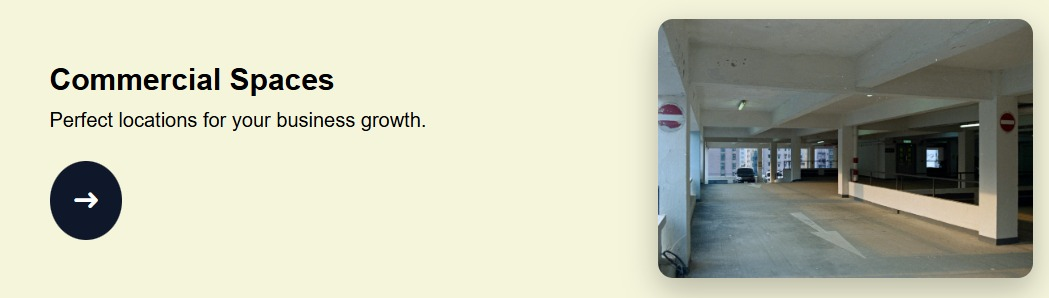 Commercial Spaces
Perfect locations for your business growth.